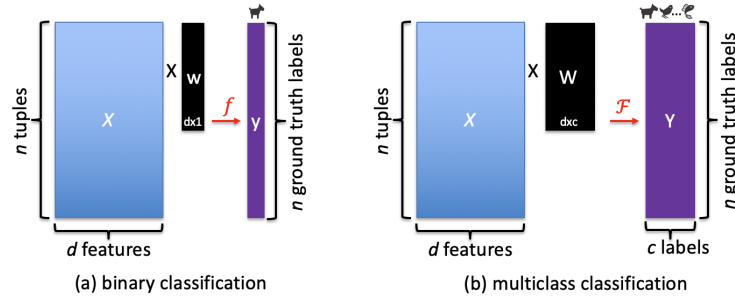 n tuples
X
X
w
dx1
f
y
n ground truth labels
d features
(a) binary classification
...
n tuples
X
X
W
dxc
ℱ
Y
n ground truth labels
d features
c labels
(b) multiclass classification